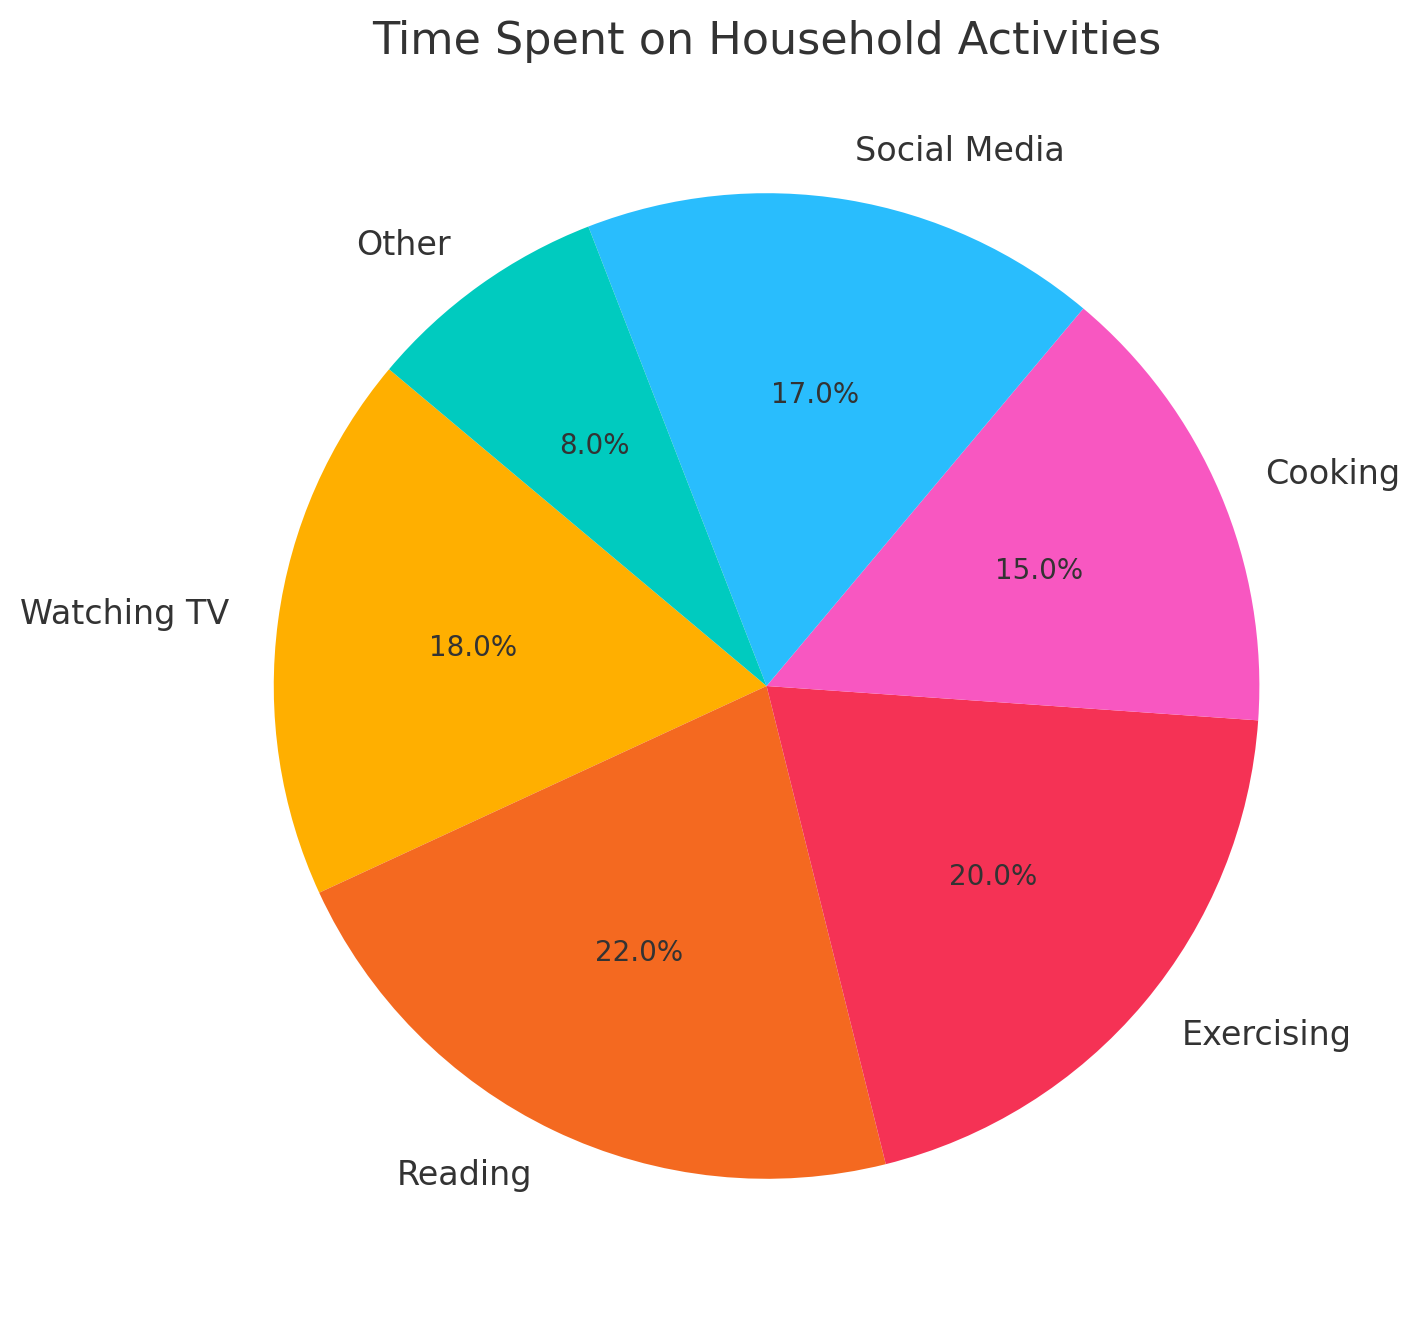 Time Spent on Household Activities
Social Media
Other
17.0%
8.0%
Cooking
15.0%
Watching TV
18.0%
20.0%
22.0%
Exercising
Reading